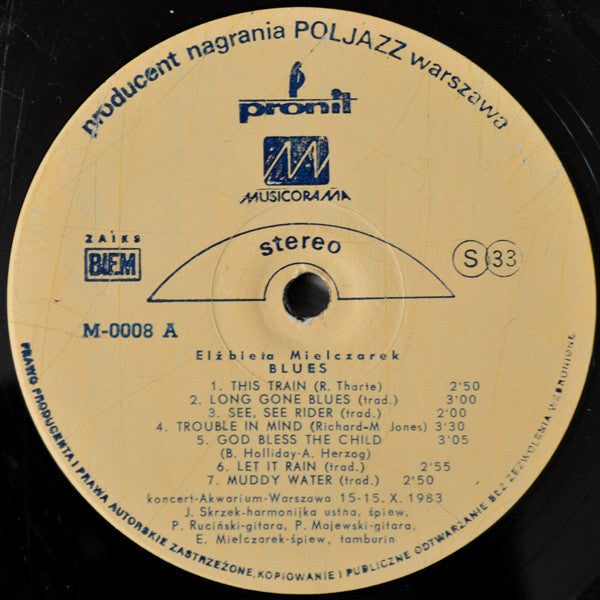 producent nagrania POLJAZZ warszawa
pronit
MUSICORAMA
ZAIKS
BIEM
stereo
S 33
M-0008 A
Elżbieta Mielczarek
BLUES
1. THIS TRAIN (R. Tharte) 2'50
2. LONG GONE BLUES (trad.) 3'00
3. SEE, SEE RIDER (trad.) 2'00
4. TROUBLE IN MIND (Richard-M Jones) 3'30
5. GOD BLESS THE CHILD 3'05
(B. Holliday-A. Herzog)
6. LET IT RAIN (trad.) 2'55
7. MUDDY WATER (trad.) 2'50
koncert-Akwarium-Warszawa 15-15. X. 1983
J. Skrzek-harmonijka ustna, śpiew,
P. Ruciński-gitara, P. Majewski-gitara,
E. Mielczarek-śpiew, tamburin
PRAWO PRODUCENTA I PRAWA AUTORSKIE ZASTRZEŻONE, KOPIOWANIE I PUBLICZNE ODTWARZANIE BEZ ZEZWOLENIA WZBRONIONE